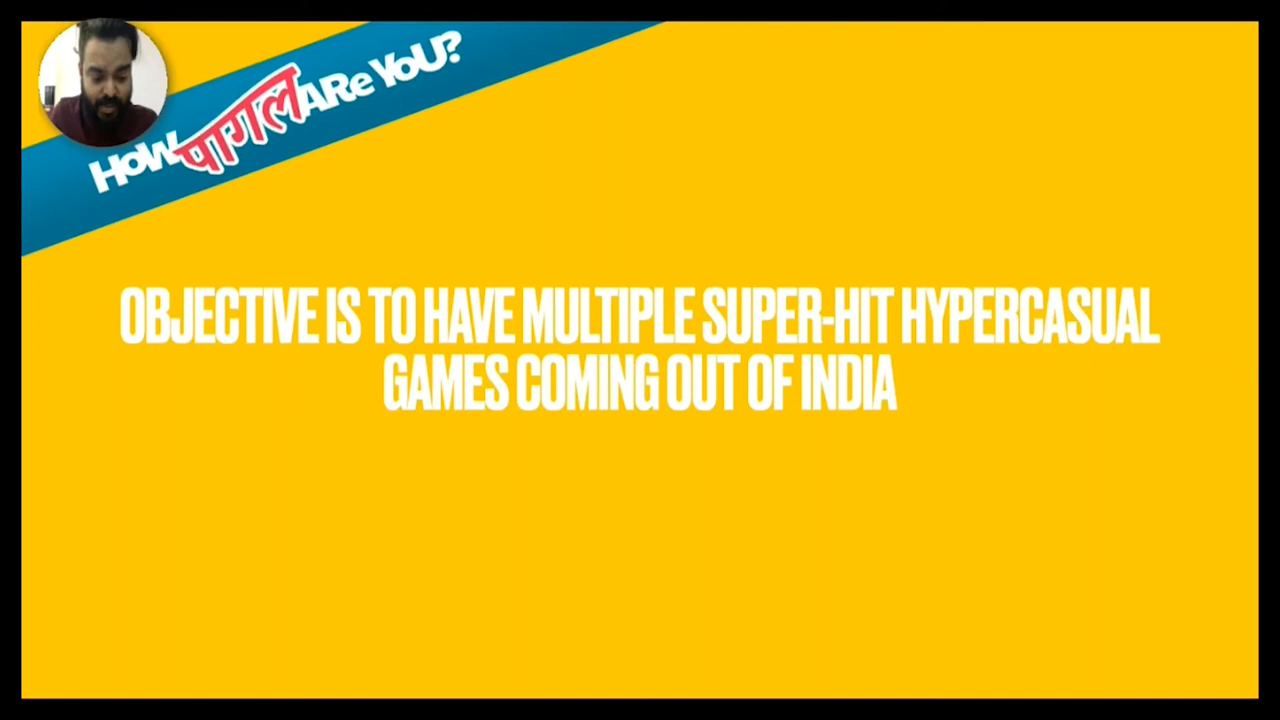 HoW पागल ARe YoU?
OBJECTIVE IS TO HAVE MULTIPLE SUPER-HIT HYPERCASUAL
GAMES COMING OUT OF INDIA